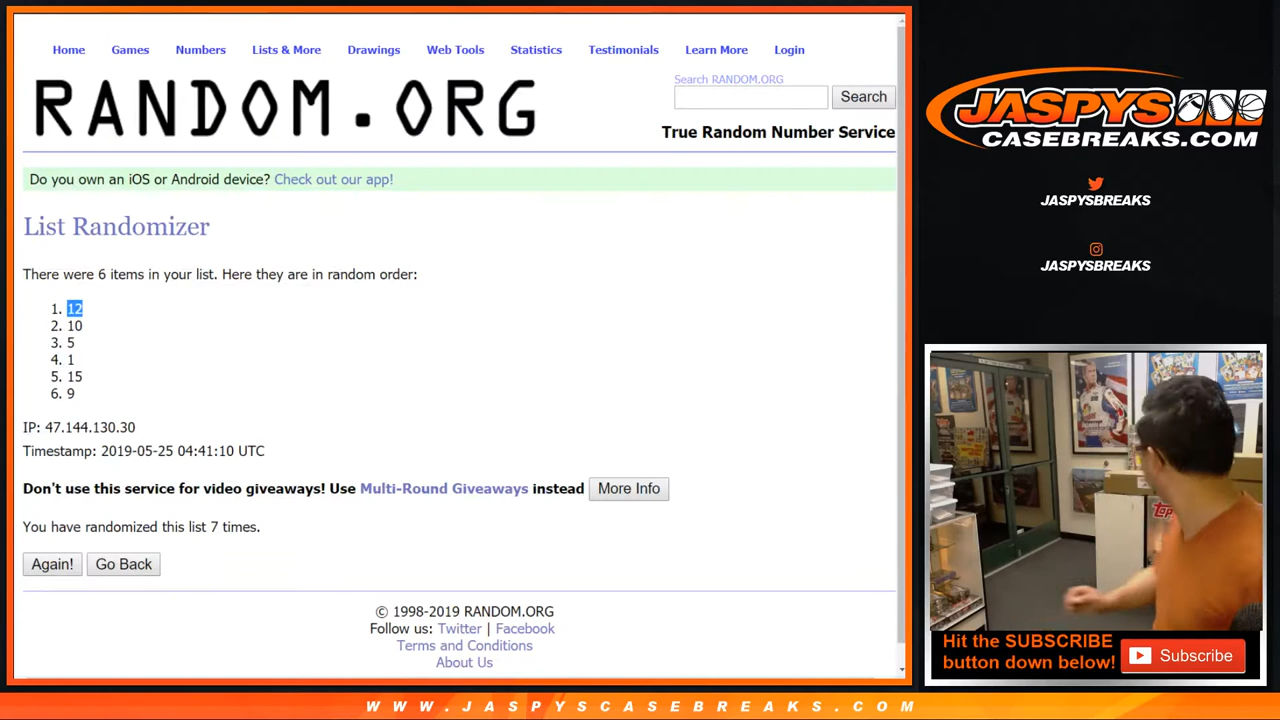 Home Games Numbers Lists & More Drawings Web Tools Statistics Testimonials Learn More Login
RANDOM.ORG
Search RANDOM.ORG
Search
True Random Number Service
Do you own an iOS or Android device? Check out our app!
List Randomizer
There were 6 items in your list. Here they are in random order:
1. 12
2. 10
3. 5
4. 1
5. 15
6. 9
IP: 47.144.130.30
Timestamp: 2019-05-25 04:41:10 UTC
Don't use this service for video giveaways! Use Multi-Round Giveaways instead More Info
You have randomized this list 7 times.
Again! Go Back
© 1998-2019 RANDOM.ORG
Follow us: Twitter | Facebook
Terms and Conditions
About Us
JASPYS
CASEBREAKS.COM
JASPYSBREAKS
JASPYSBREAKS
Hit the SUBSCRIBE
button down below!
Subscribe
WWW.JASPYSCASEBREAKS.COM